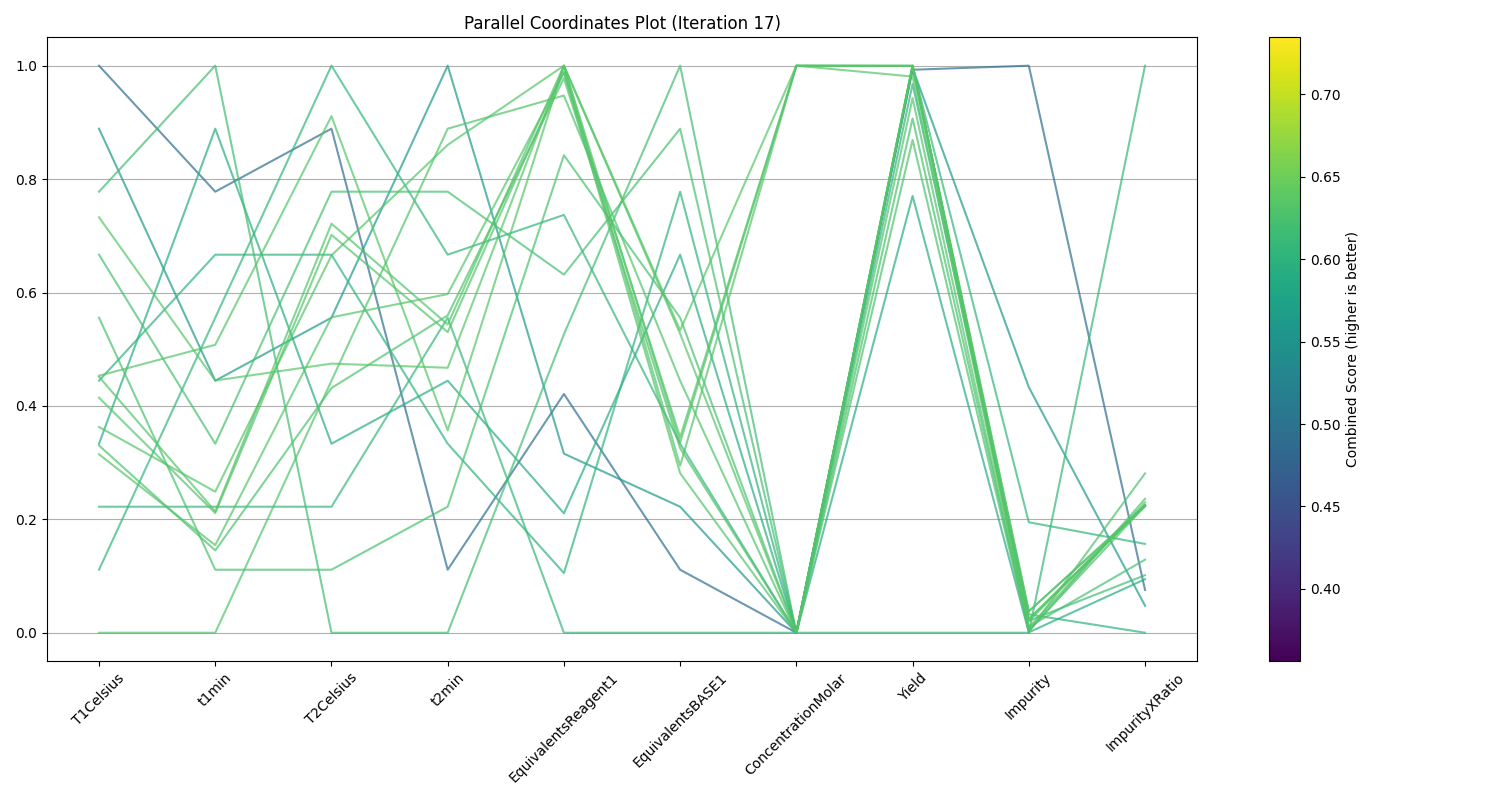 Parallel Coordinates Plot (Iteration 17)
1.0
0.8
0.6
0.4
0.2
0.0
T1Celsius
t1min
T2Celsius
t2min
EquivalentsReagent1
EquivalentsBASE1
ConcentrationMolar
Yield
Impurity
ImpurityXRatio
0.70
0.65
0.60
0.55
0.50
0.45
0.40
Combined Score (higher is better)